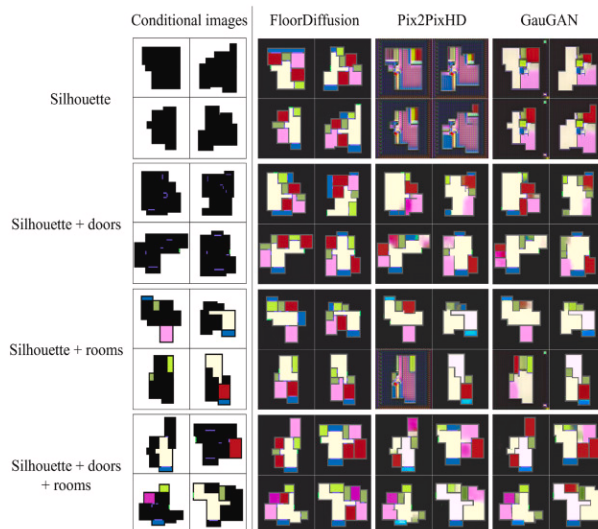 Conditional images FloorDiffusion Pix2PixHD GauGAN
Silhouette
Silhouette + doors
Silhouette + rooms
Silhouette + doors
+ rooms